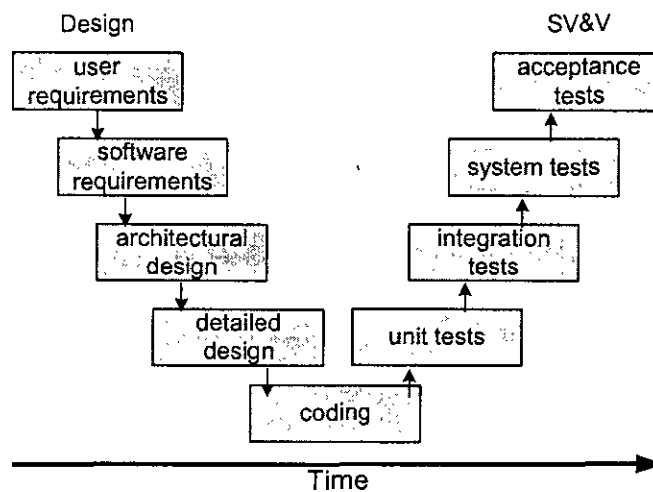 Design
SV&V
user
requirements
acceptance
tests
software
requirements
system tests
architectural
design
integration
tests
detailed
design
unit tests
coding
Time